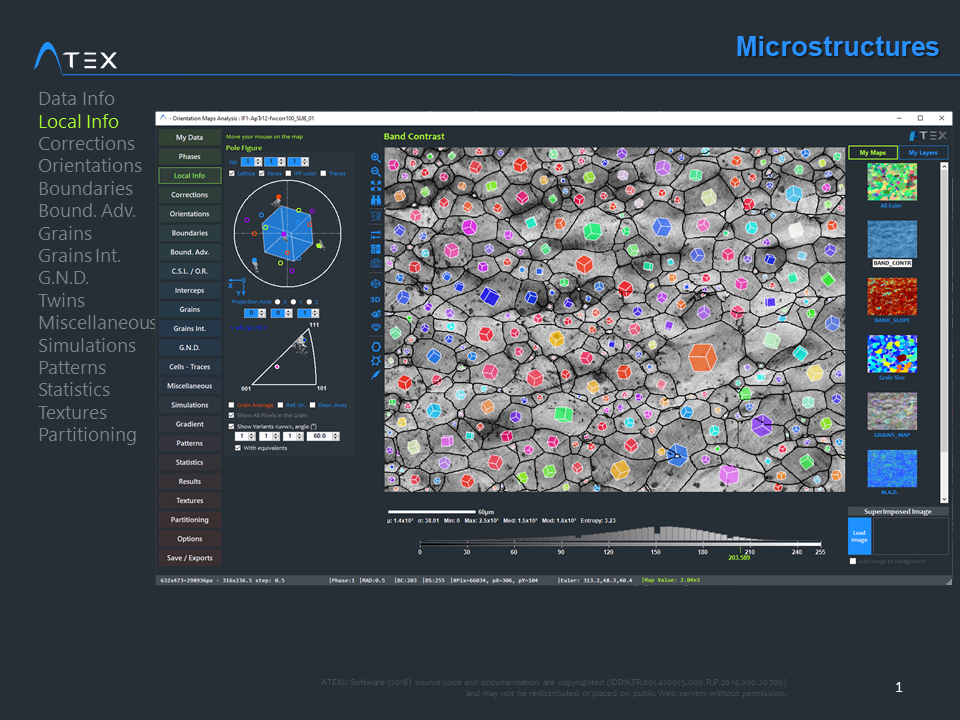 ATEX
Microstructures
Data Info
Local Info
Corrections
Orientations
Boundaries
Bound. Adv.
Grains
Grains Int.
G.N.D.
Twins
Miscellaneous
Simulations
Patterns
Statistics
Textures
Partitioning
- Orientation Maps Analysis : IF1-ApTr12-fwcorr100_SUB_01
My Data
Phases
Local Info
Corrections
Orientations
Boundaries
Bound. Adv.
C.S.L. / O.R.
Interceps
Grains
Grains Int.
G.N.D.
Cells - Traces
Miscellaneous
Simulations
Gradient
Patterns
Statistics
Results
Textures
Partitioning
Options
Save / Exports
Move your mouse on the map
Pole Figure
hkl 1 1 1
Lattice Faces IPF color Traces
X
Y
Projection Axis: X Y Z
0 0 1
111
001 101
Grain Average Ref. Or. Disor. Axes
Show All Pixels in the Grain
Show Variants <uvw>, angle (°)
1 1 1 60.0
With equivalents
Band Contrast
3D
60µm
µ: 1.4x10² σ: 38.01 Min: 0 Max: 2.5x10² Med: 1.5x10² Mod: 1.6x10² Entropy: 3.23
0 30 60 90 120 150 180 210 240 255
203.589
ATEX
My Maps My Layers
All Euler
BAND_CONTR
BAND_SLOPE
Grain Size
GRAINS_MAP
M.A.D.
Superimposed Image
Load Image
Add image to background
632x473=298936px - 316x236.5 step: 0.5 |Phase:1 |MAD:0.5 |BC:203 |BS:255 |#Pix=66034, pX=306, pY=104 |Euler: 313.2,48.3,40.4 |Map Value: 2.04e2
ATEX© Software (2018) source code and documentation are copyrighted (IDDN.FR.001.420015.000.R.P.2014.000.20700)
and may not be redistributed or placed on public Web servers without permission.
1